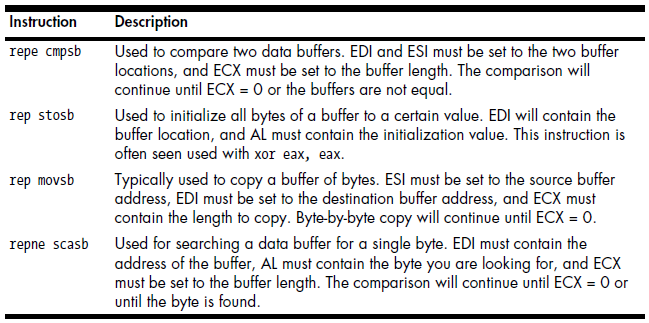 Instruction Description
repe cmpsb Used to compare two data buffers. EDI and ESI must be set to the two buffer
locations, and ECX must be set to the buffer length. The comparison will
continue until ECX = 0 or the buffers are not equal.
rep stosb Used to initialize all bytes of a buffer to a certain value. EDI will contain the
buffer location, and AL must contain the initialization value. This instruction is
often seen used with xor eax, eax.
rep movsb Typically used to copy a buffer of bytes. ESI must be set to the source buffer
address, EDI must be set to the destination buffer address, and ECX must
contain the length to copy. Byte-by-byte copy will continue until ECX = 0.
repne scasb Used for searching a data buffer for a single byte. EDI must contain the
address of the buffer, AL must contain the byte you are looking for, and ECX
must be set to the buffer length. The comparison will continue until ECX = 0 or
until the byte is found.